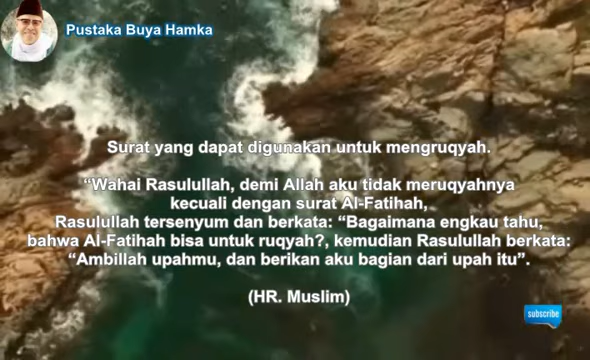 Pustaka Buya Hamka
Surat yang dapat digunakan untuk mengruqyah.
“Wahai Rasulullah, demi Allah aku tidak meruqyahnya
kecuali dengan surat Al-Fatihah,
Rasulullah tersenyum dan berkata: “Bagaimana engkau tahu,
bahwa Al-Fatihah bisa untuk ruqyah?, kemudian Rasulullah berkata:
“Ambillah upahmu, dan berikan aku bagian dari upah itu”.
(HR. Muslim)
subscribe